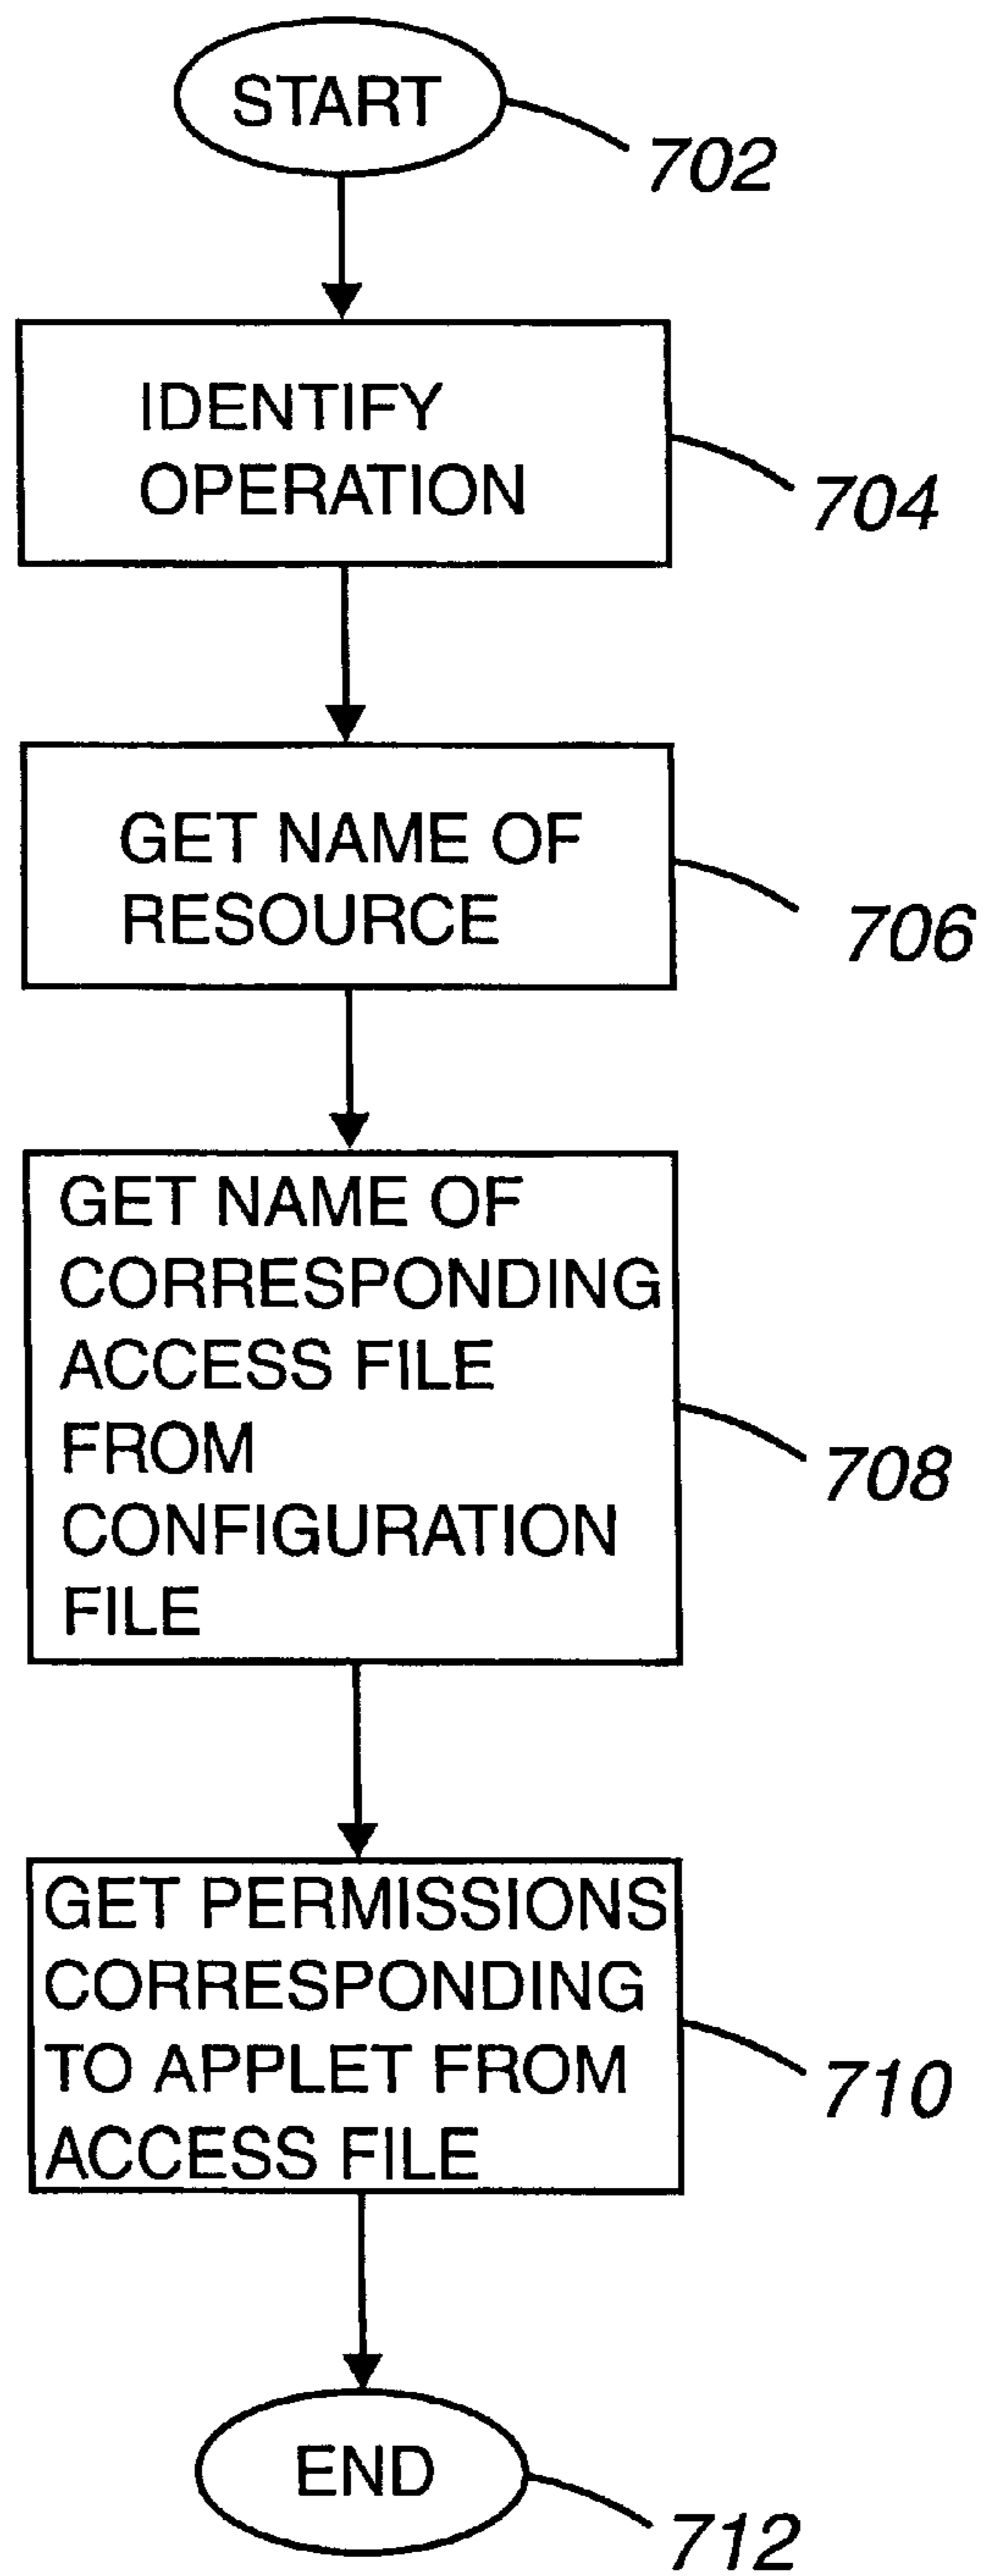 START
702
IDENTIFY
OPERATION
704
GET NAME OF
RESOURCE
706
GET NAME OF
CORRESPONDING
ACCESS FILE
FROM
CONFIGURATION
FILE
708
GET PERMISSIONS
CORRESPONDING
TO APPLET FROM
ACCESS FILE
710
END
712